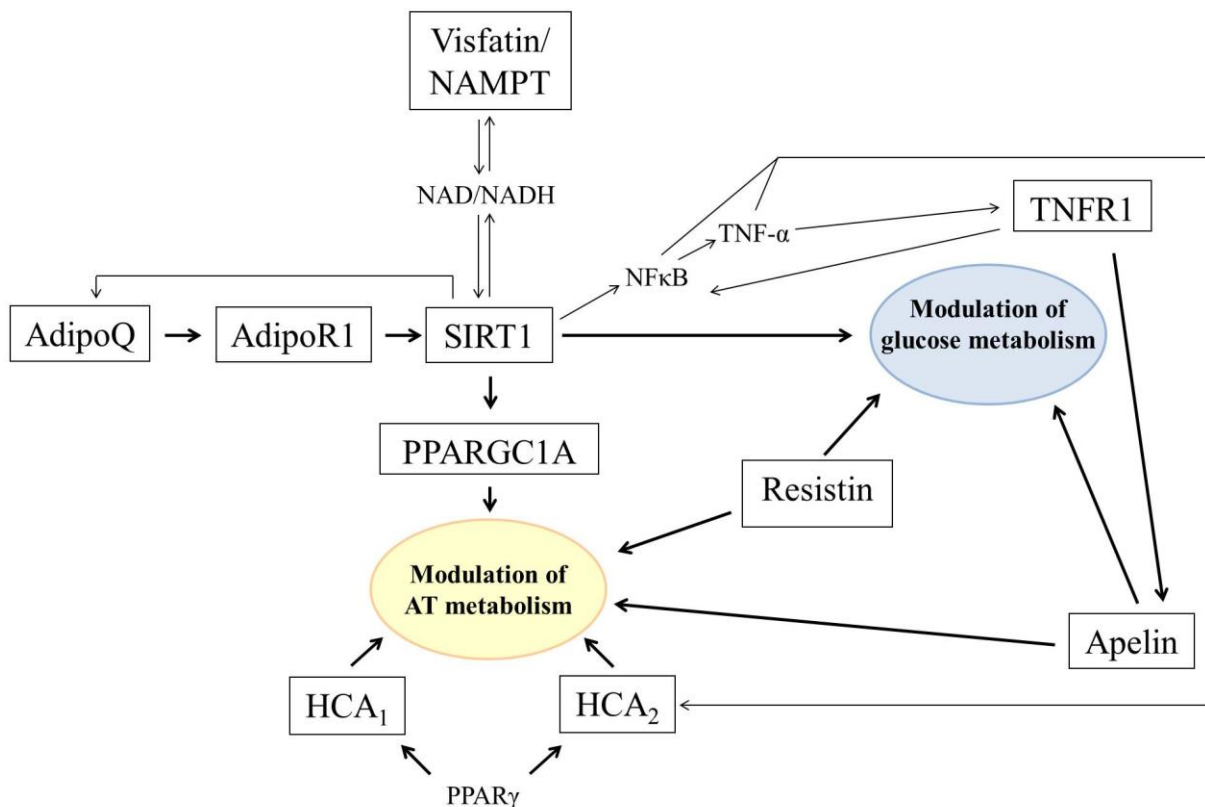 Visfatin/
NAMPT
NAD/NADH
TNF-α
TNFR1
NFκB
AdipoQ
AdipoR1
SIRT1
Modulation of
glucose metabolism
PPARGC1A
Resistin
Modulation of
AT metabolism
Apelin
HCA₁
HCA₂
PPARγ